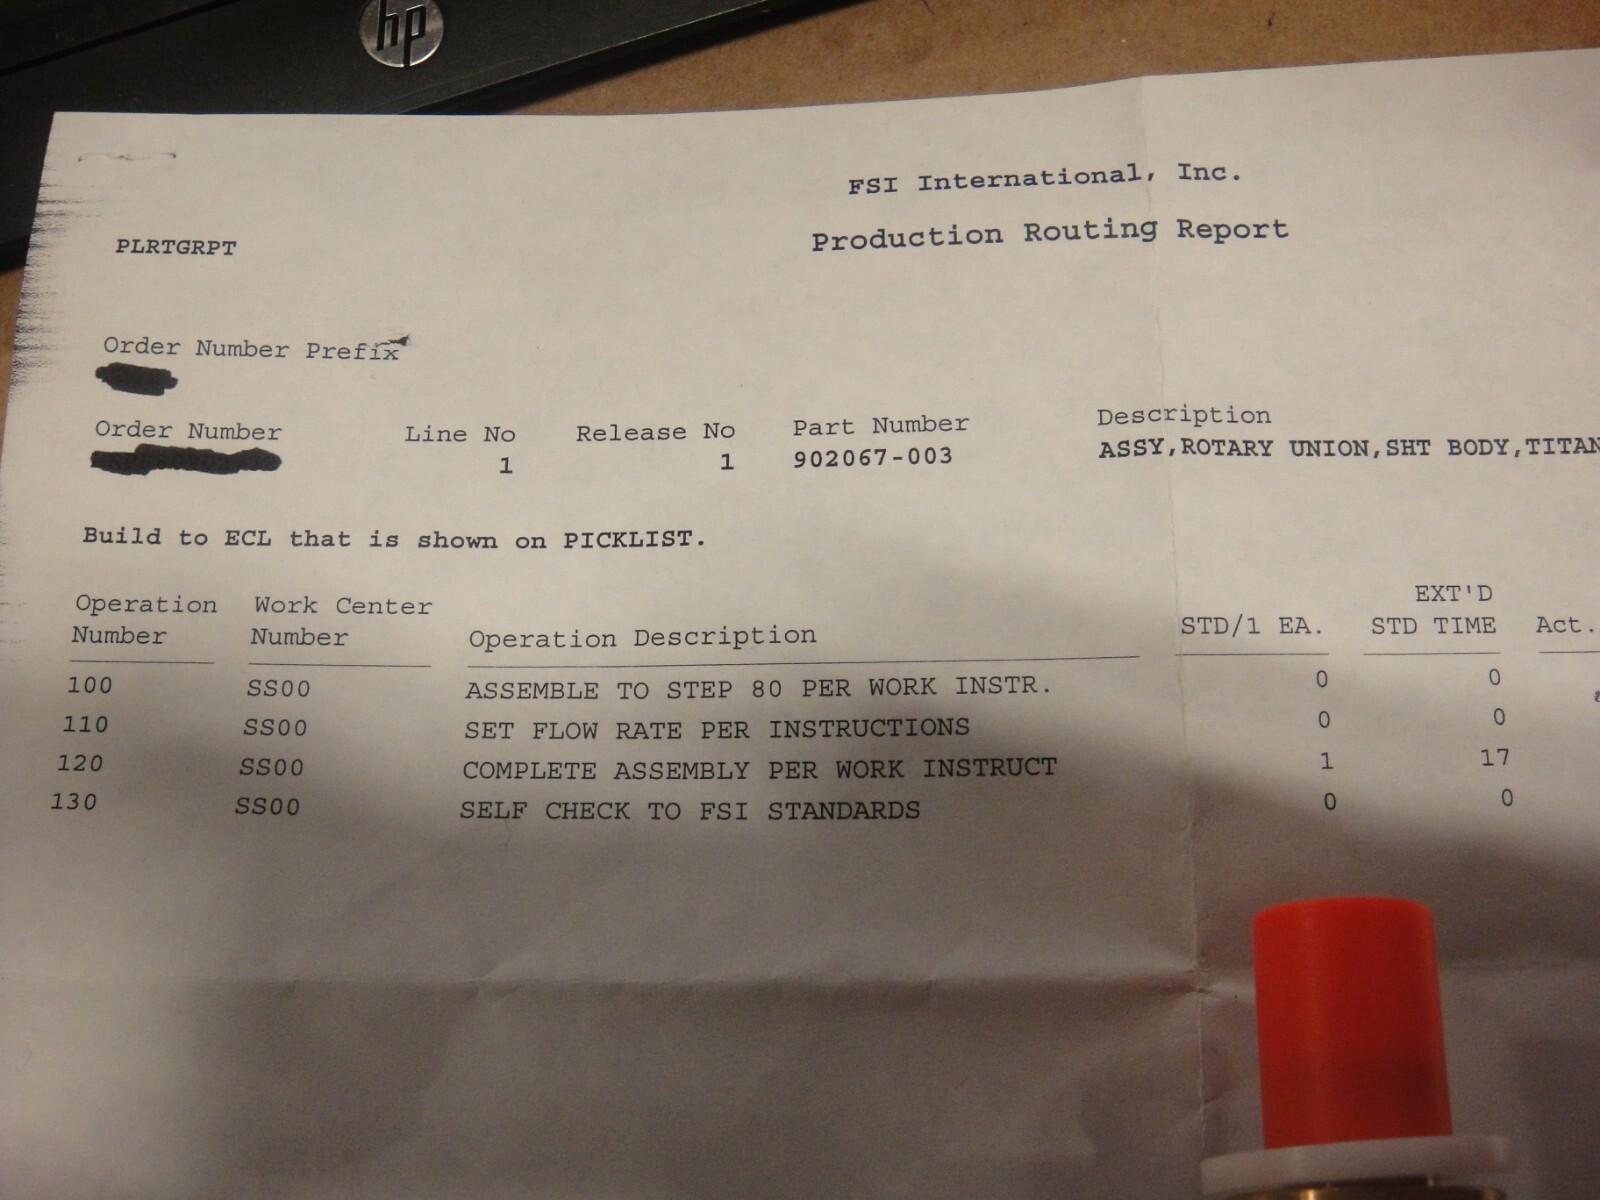 hp
FSI International, Inc.
Production Routing Report
PLRTGRPT
Order Number Prefix
Order Number Line No Release No Part Number Description
1 1 902067-003 ASSY,ROTARY UNION,SHT BODY,TITAN
Build to ECL that is shown on PICKLIST.
EXT'D
Operation Work Center
Number Number Operation Description STD/1 EA. STD TIME Act.
100 SS00 ASSEMBLE TO STEP 80 PER WORK INSTR. 0 0
110 SS00 SET FLOW RATE PER INSTRUCTIONS 0 0
120 SS00 COMPLETE ASSEMBLY PER WORK INSTRUCT 1 17
130 SS00 SELF CHECK TO FSI STANDARDS 0 0